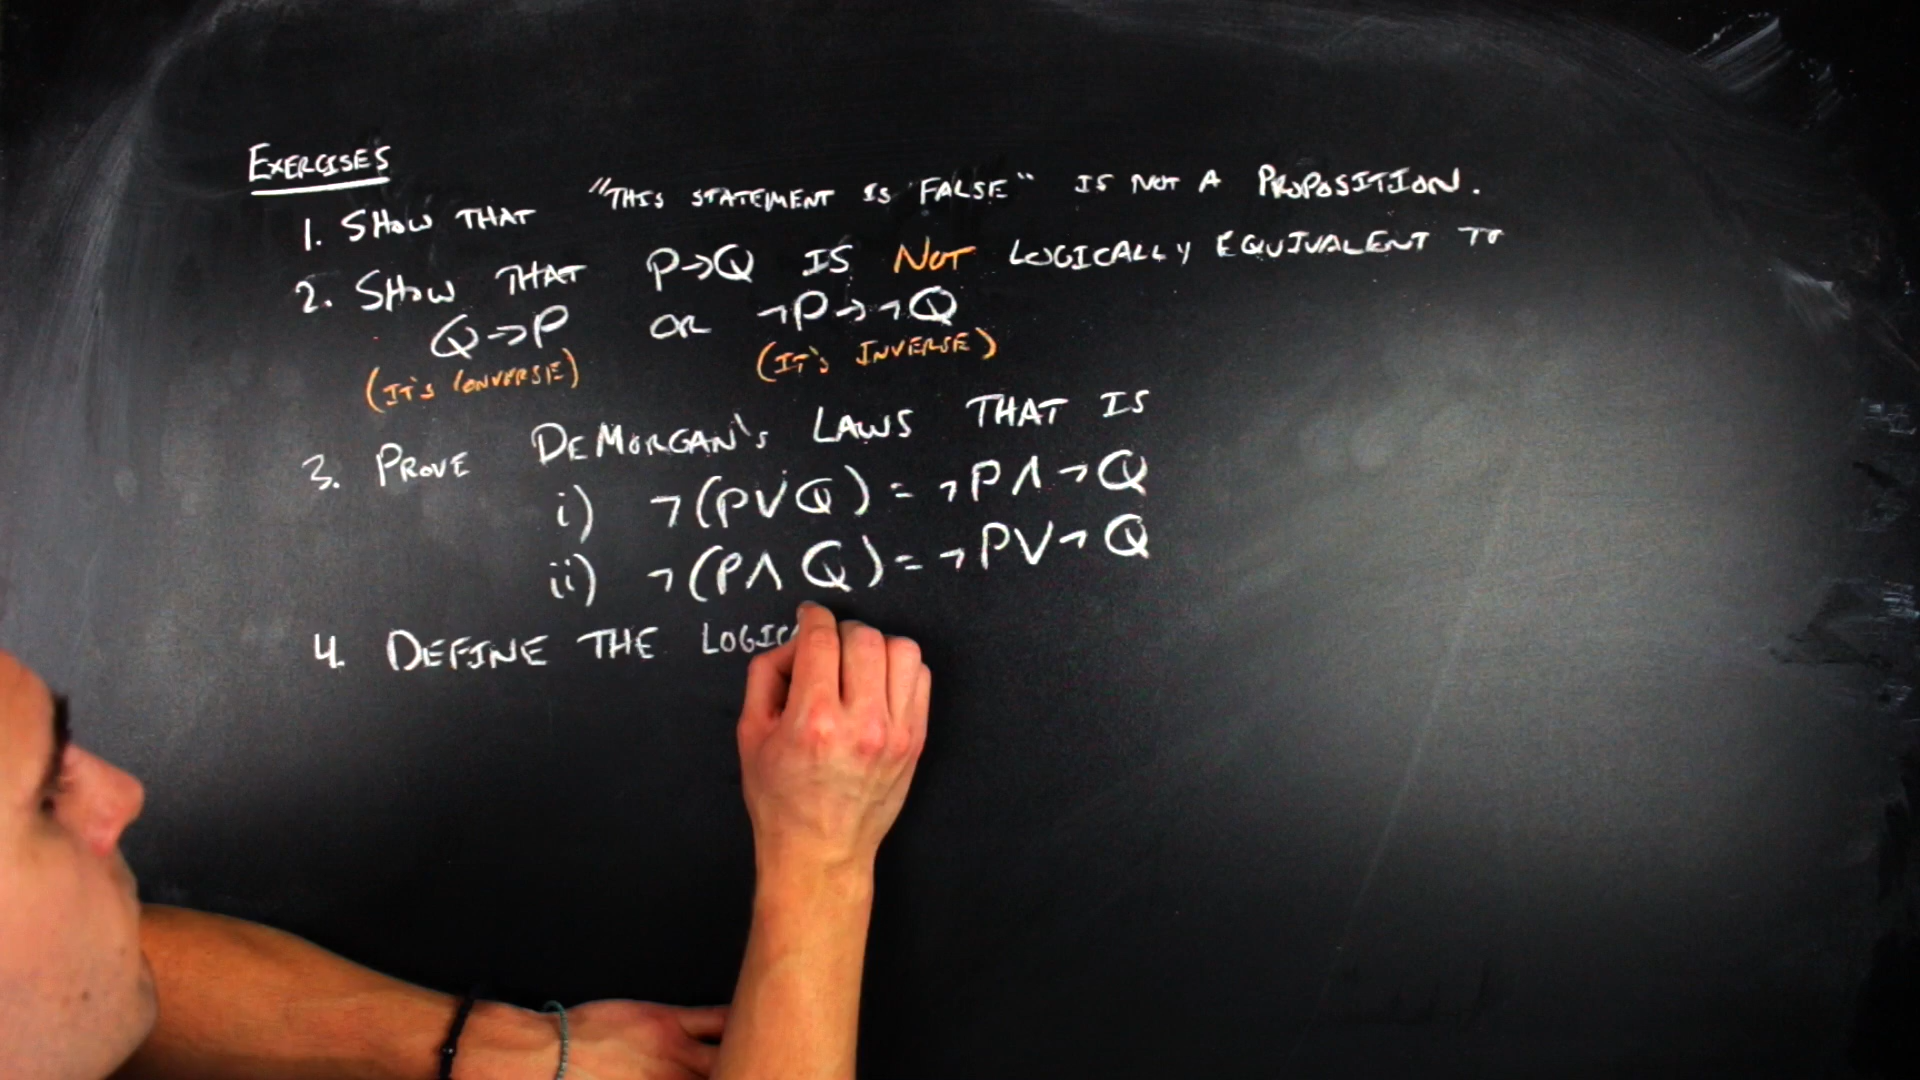 EXERCISES
1. SHOW THAT "THIS STATEMENT IS FALSE" IS NOT A PROPOSITION.
2. SHOW THAT P→Q IS NOT LOGICALLY EQUIVALENT TO
Q→P OR ¬P→¬Q
(IT'S CONVERSE) (IT'S INVERSE)
3. PROVE DEMORGAN'S LAWS THAT IS
i) ¬(P∨Q) = ¬P∧¬Q
ii) ¬(P∧Q) = ¬P∨¬Q
4. DEFINE THE LOGIC